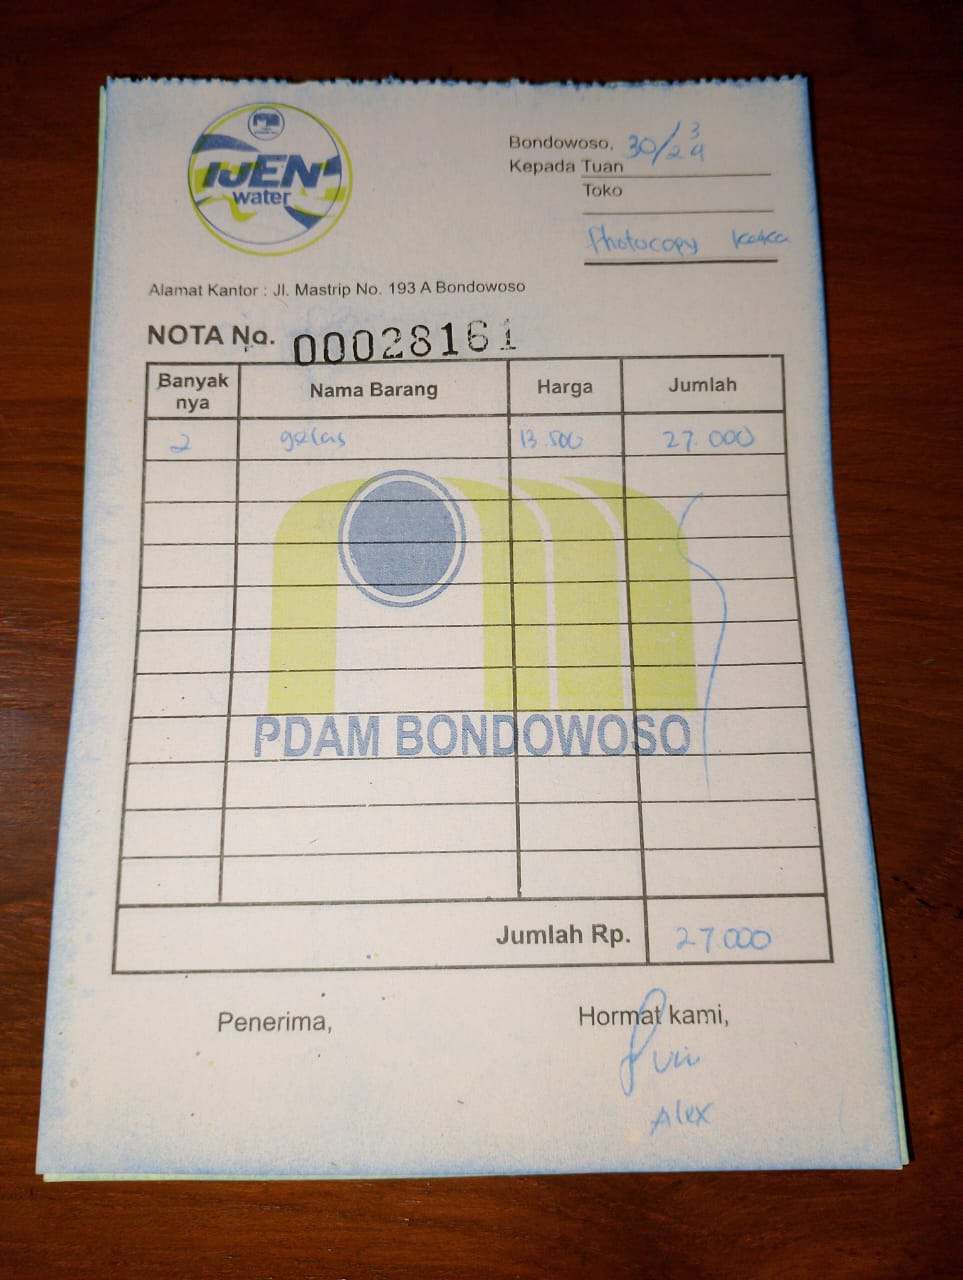 IJEN
water
Bondowoso, 30/3 24
Kepada Tuan
Toko
Photocopy
Alamat Kantor : Jl. Mastrip No. 193 A Bondowoso
NOTA No. 00028161
Banyak nya Nama Barang Harga Jumlah
2 gelas 13.500 27.000
PDAM BONDOWOSO
Jumlah Rp. 27.000
Penerima, Hormat kami,
Alex